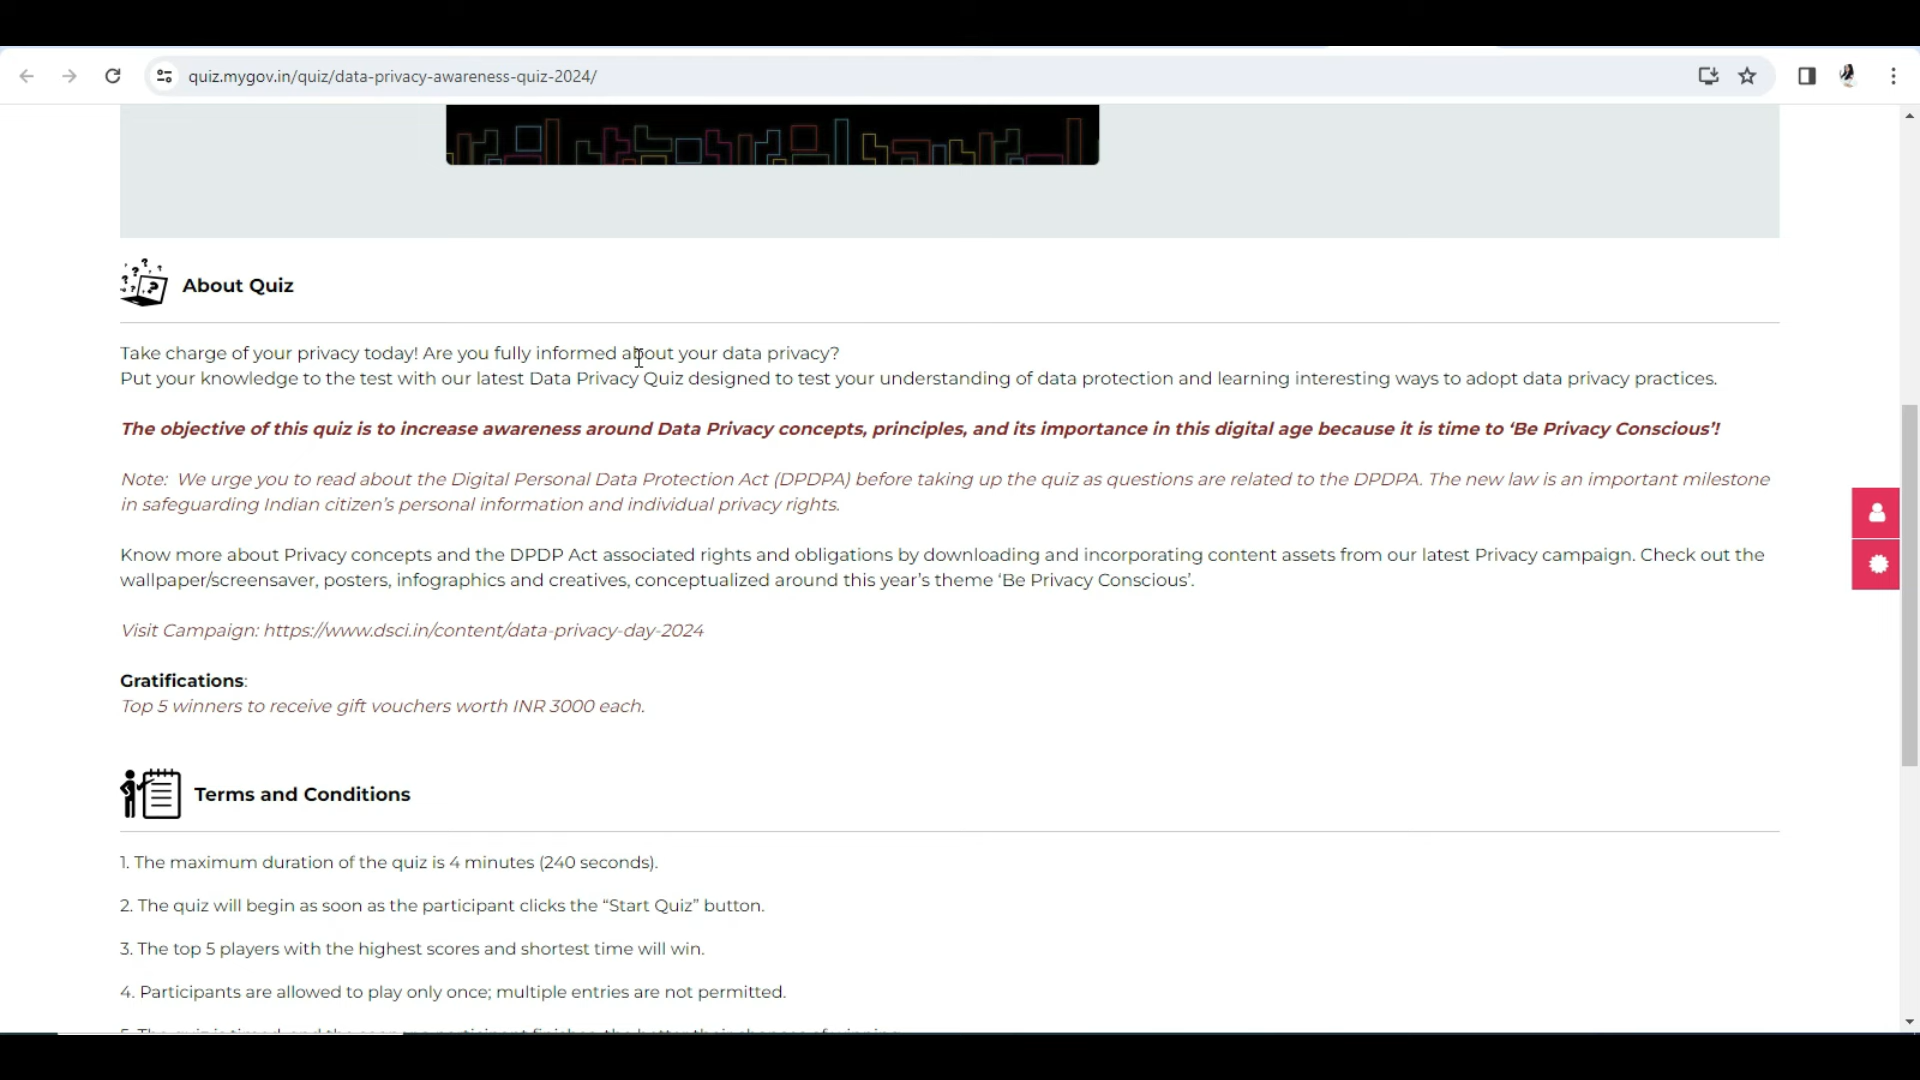 quiz.mygov.in/quiz/data-privacy-awareness-quiz-2024/
About Quiz
Take charge of your privacy today! Are you fully informed about your data privacy?
Put your knowledge to the test with our latest Data Privacy Quiz designed to test your understanding of data protection and learning interesting ways to adopt data privacy practices.
The objective of this quiz is to increase awareness around Data Privacy concepts, principles, and its importance in this digital age because it is time to ‘Be Privacy Conscious’!
Note:  We urge you to read about the Digital Personal Data Protection Act (DPDPA) before taking up the quiz as questions are related to the DPDPA. The new law is an important milestone
in safeguarding Indian citizen’s personal information and individual privacy rights.
Know more about Privacy concepts and the DPDP Act associated rights and obligations by downloading and incorporating content assets from our latest Privacy campaign. Check out the
wallpaper/screensaver, posters, infographics and creatives, conceptualized around this year’s theme ‘Be Privacy Conscious’.
Visit Campaign: https://www.dsci.in/content/data-privacy-day-2024
Gratifications:
Top 5 winners to receive gift vouchers worth INR 3000 each.
Terms and Conditions
1. The maximum duration of the quiz is 4 minutes (240 seconds).
2. The quiz will begin as soon as the participant clicks the “Start Quiz” button.
3. The top 5 players with the highest scores and shortest time will win.
4. Participants are allowed to play only once; multiple entries are not permitted.